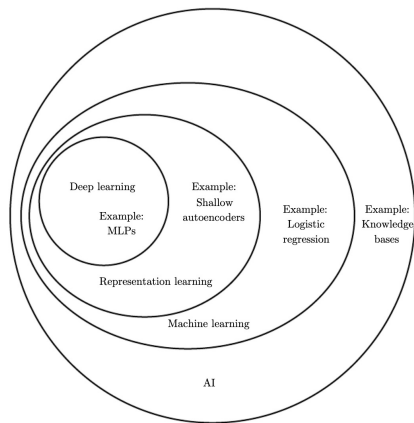 Deep learning
Example:
MLPs
Example:
Shallow
autoencoders
Example:
Logistic
regression
Example:
Knowledge
bases
Representation learning
Machine learning
AI